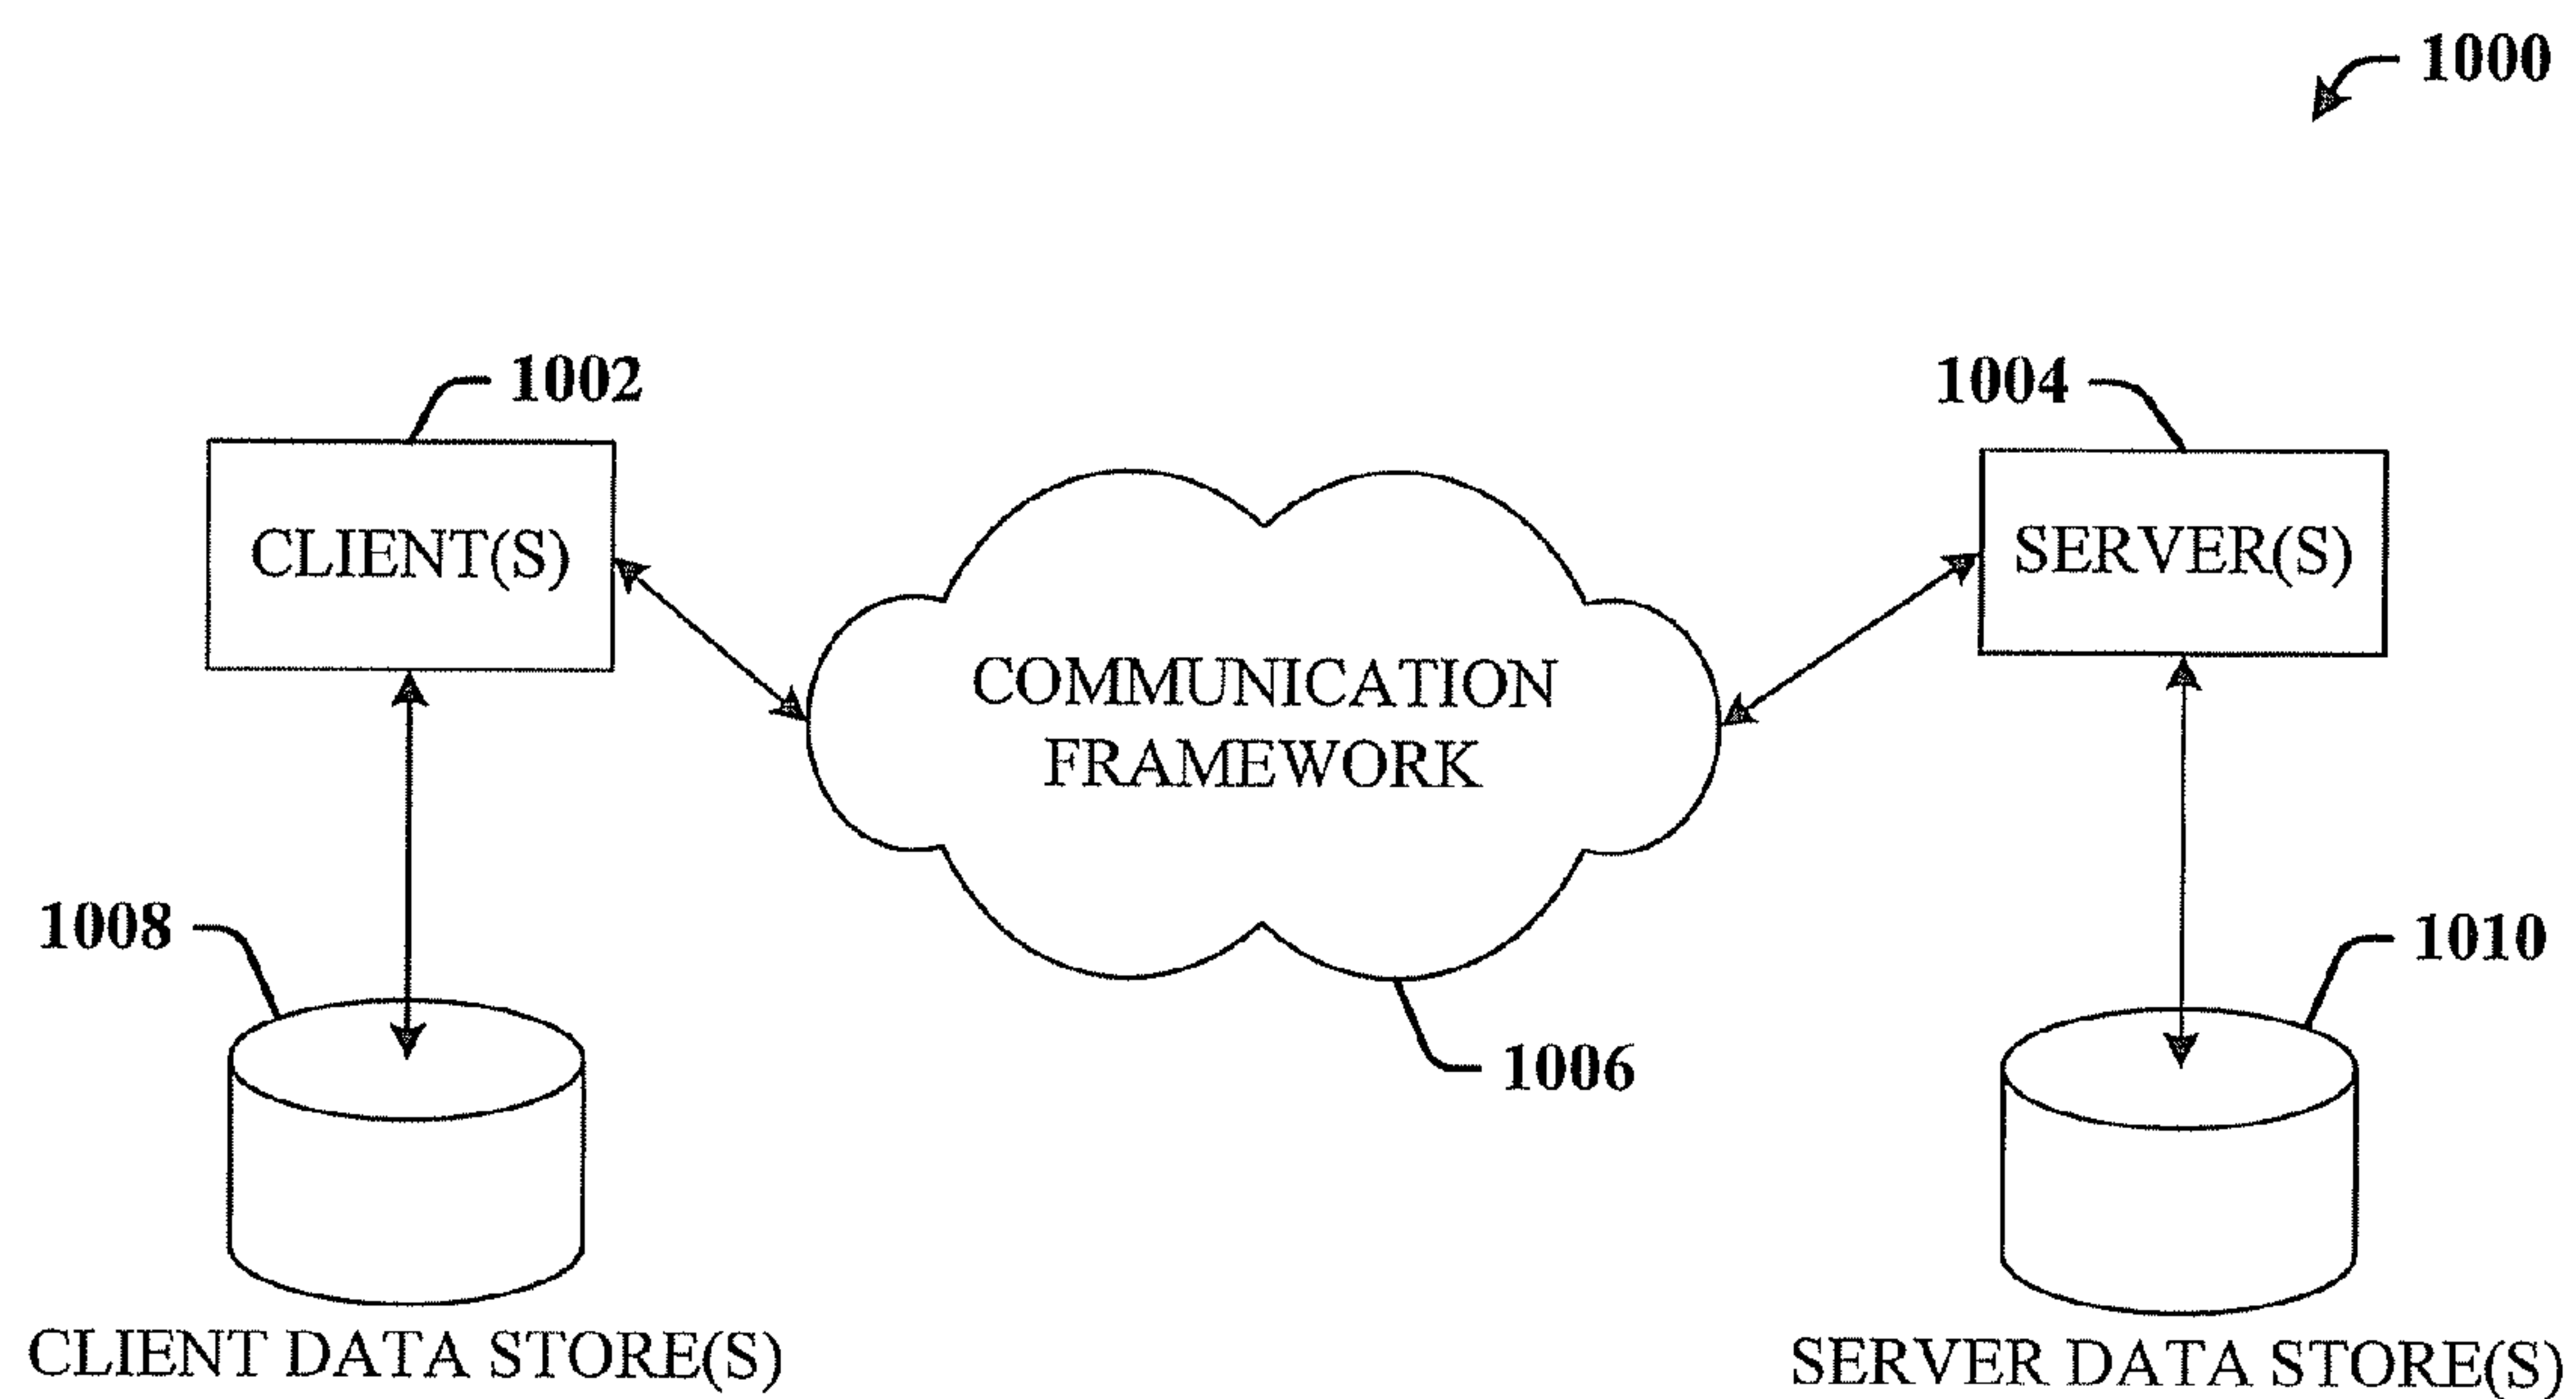 1000
1002
1004
CLIENT(S)
SERVER(S)
COMMUNICATION
FRAMEWORK
1008
1010
1006
CLIENT DATA STORE(S)
SERVER DATA STORE(S)